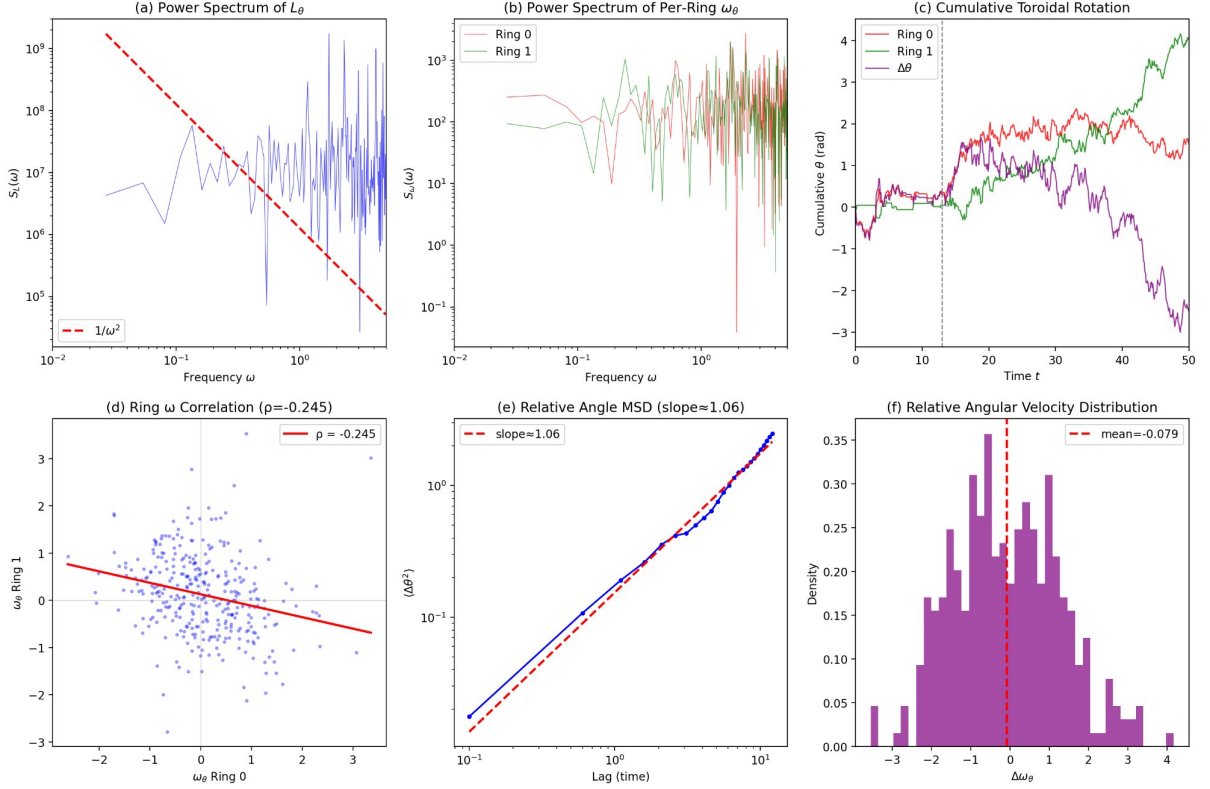 (a) Power Spectrum of L_θ
S_L(ω)
10⁹
10⁸
10⁷
10⁶
10⁵
1/ω²
10⁻² 10⁻¹ 10⁰
Frequency ω
(b) Power Spectrum of Per-Ring ω_θ
Ring 0
Ring 1
S_ω(ω)
10³
10²
10¹
10⁰
10⁻¹
10⁻² 10⁻¹ 10⁰
Frequency ω
(c) Cumulative Toroidal Rotation
Ring 0
Ring 1
Δθ
Cumulative θ (rad)
4
3
2
1
0
−1
−2
−3
0 10 20 30 40 50
Time t
(d) Ring ω Correlation (ρ=-0.245)
ρ = -0.245
ω_θ Ring 1
3
2
1
0
−1
−2
−3
−2 −1 0 1 2 3
ω_θ Ring 0
(e) Relative Angle MSD (slope≈1.06)
slope≈1.06
⟨Δθ²⟩
10⁰
10⁻¹
10⁻¹ 10⁰ 10¹
Lag (time)
(f) Relative Angular Velocity Distribution
mean=-0.079
Density
0.35
0.30
0.25
0.20
0.15
0.10
0.05
0.00
−3 −2 −1 0 1 2 3 4
Δω_θ